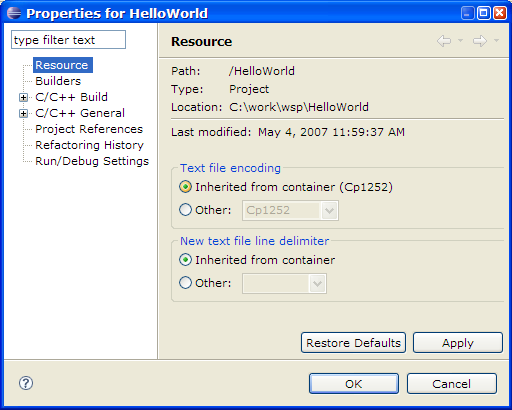 Properties for HelloWorld
type filter text
Resource
Builders
C/C++ Build
C/C++ General
Project References
Refactoring History
Run/Debug Settings
Resource
Path: /HelloWorld
Type: Project
Location: C:\work\wsp\HelloWorld
Last modified: May 4, 2007 11:59:37 AM
Text file encoding
Inherited from container (Cp1252)
Other: Cp1252
New text file line delimiter
Inherited from container
Other:
Restore Defaults Apply
? OK Cancel